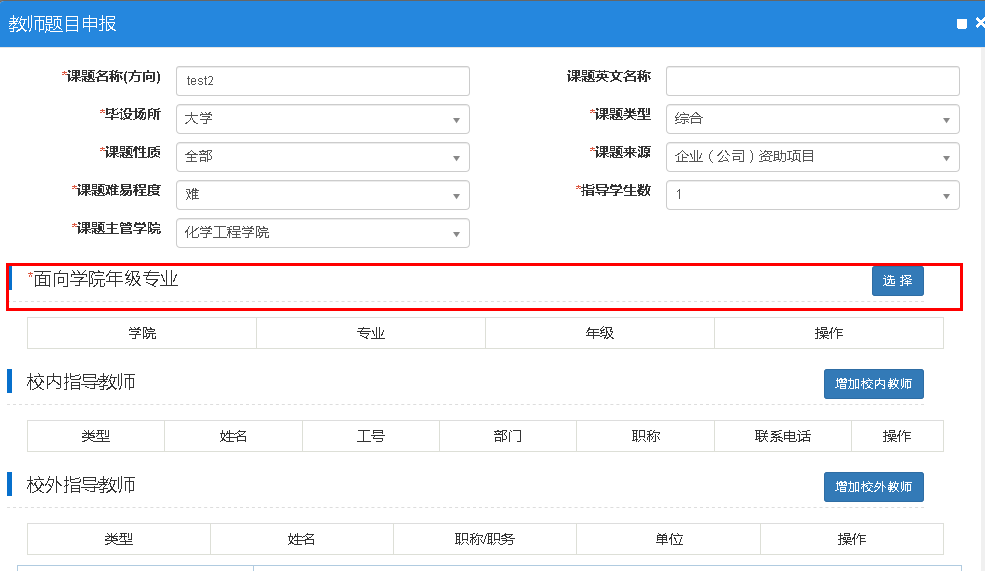 教师题目申报
*课题名称(方向) test2 课题英文名称
*毕设场所 大学 *课题类型 综合
*课题性质 全部 *课题来源 企业（公司）资助项目
*课题难易程度 难 *指导学生数 1
*课题主管学院 化学工程学院
*面向学院年级专业 选 择
学院 专业 年级 操作
校内指导教师 增加校内教师
类型 姓名 工号 部门 职称 联系电话 操作
校外指导教师 增加校外教师
类型 姓名 职称/职务 单位 操作